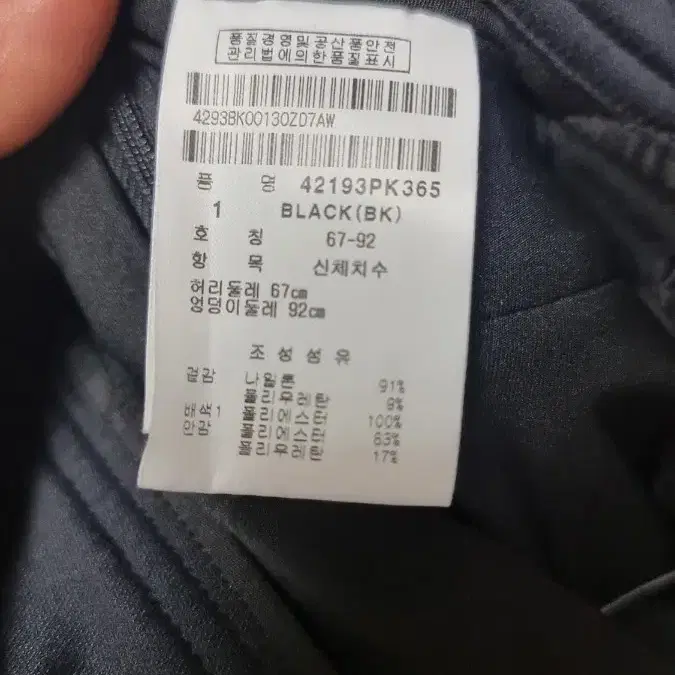 품질경영및공산품안전
관리법에의한품질표시
42938K00130ZD7AW
품 명 42193PK365
1 BLACK(BK)
호 칭 67-92
항 목 신체치수
허리둘레 67cm
엉덩이둘레 92cm
조성섬유
겉감 나일론 91%
폴리우레탄 9%
배색1 폴리에스터 100%
안감 폴리에스터 83%
폴리우레탄 17%